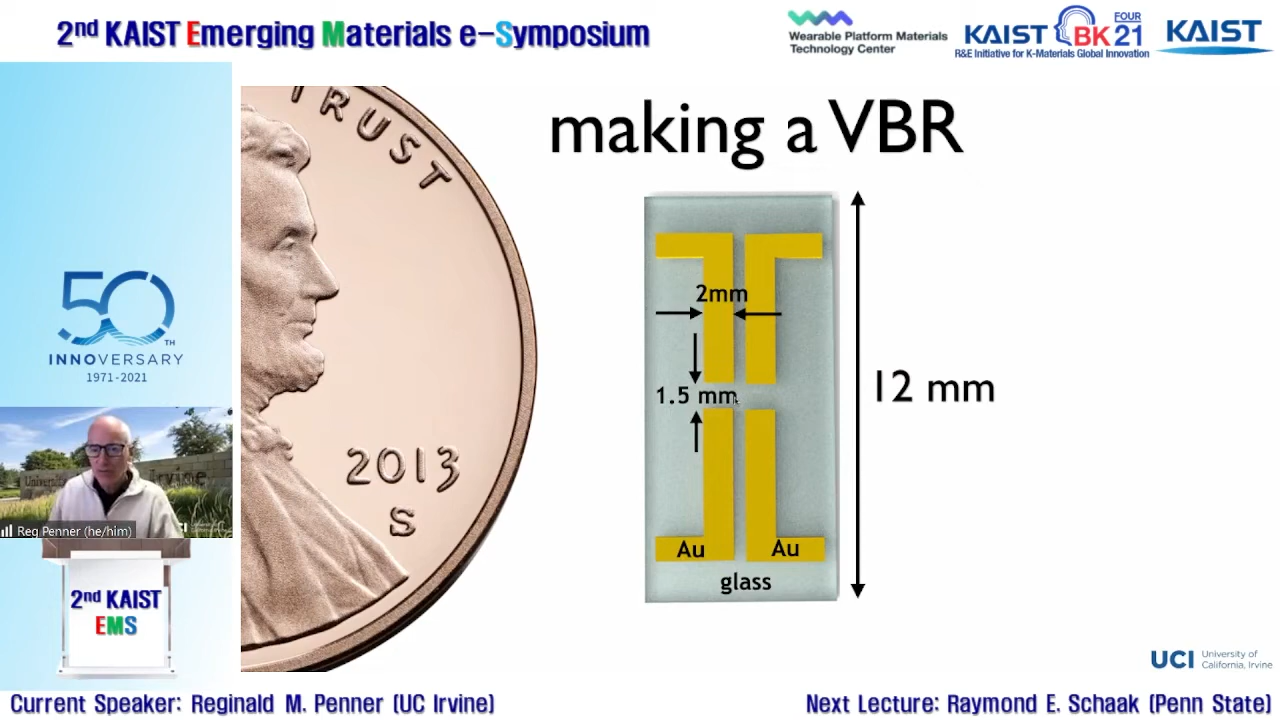 2nd KAIST Emerging Materials e-Symposium
Wearable Platform Materials
Technology Center
KAIST BK FOUR 21
R&E Initiative for K-Materials Global Innovation
KAIST
TRUST
making a VBR
50TH
INNOVERSARY
1971-2021
2mm
1.5 mm
12 mm
2013
S
Au
Au
glass
University
Irvine
Reg Penner (he/him)
2nd KAIST
EMS
UCI
University of
California, Irvine
Current Speaker: Reginald M. Penner (UC Irvine)
Next Lecture: Raymond E. Schaak (Penn State)